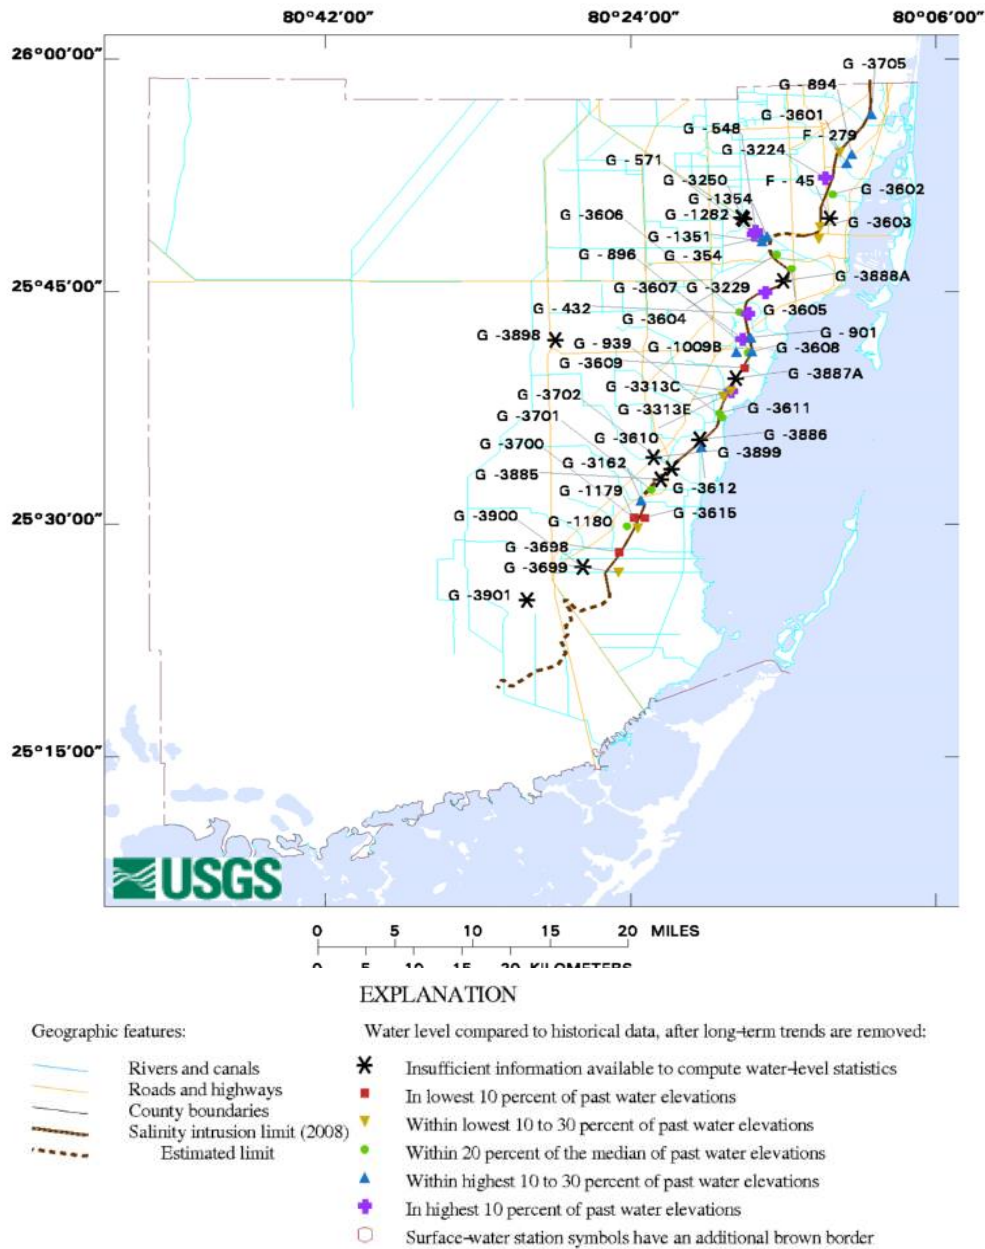 80°42'00" 80°24'00" 80°06'00"
26°00'00"
G -3705
G - 894
G -3601
G - 548 F - 279
G -3224
G - 571
G -3250 F - 45
G -3602
G -1354
G -3606 G -1282
G -3603
G -1351
G - 896 G - 354
G -3888A
25°45'00"
G -3607 G -3229
G - 432 G -3605
G -3604
G -3898 G - 939 G -1009B G - 901
G -3608
G -3609
G -3887A
G -3313C
G -3702
G -3313E G -3611
G -3701
G -3610 G -3886
G -3700
G -3899
G -3162
G -3885
G -1179 G -3612
G -3900 G -1180 G -3615
25°30'00"
G -3698
G -3699
G -3901
25°15'00"
USGS
0 5 10 15 20 MILES
0 5 10 15 20 KILOMETERS
EXPLANATION
Geographic features: Water level compared to historical data, after long-term trends are removed:
Rivers and canals Insufficient information available to compute water-level statistics
Roads and highways In lowest 10 percent of past water elevations
County boundaries Within lowest 10 to 30 percent of past water elevations
Salinity intrusion limit (2008) Within 20 percent of the median of past water elevations
Estimated limit Within highest 10 to 30 percent of past water elevations
In highest 10 percent of past water elevations
Surface-water station symbols have an additional brown border